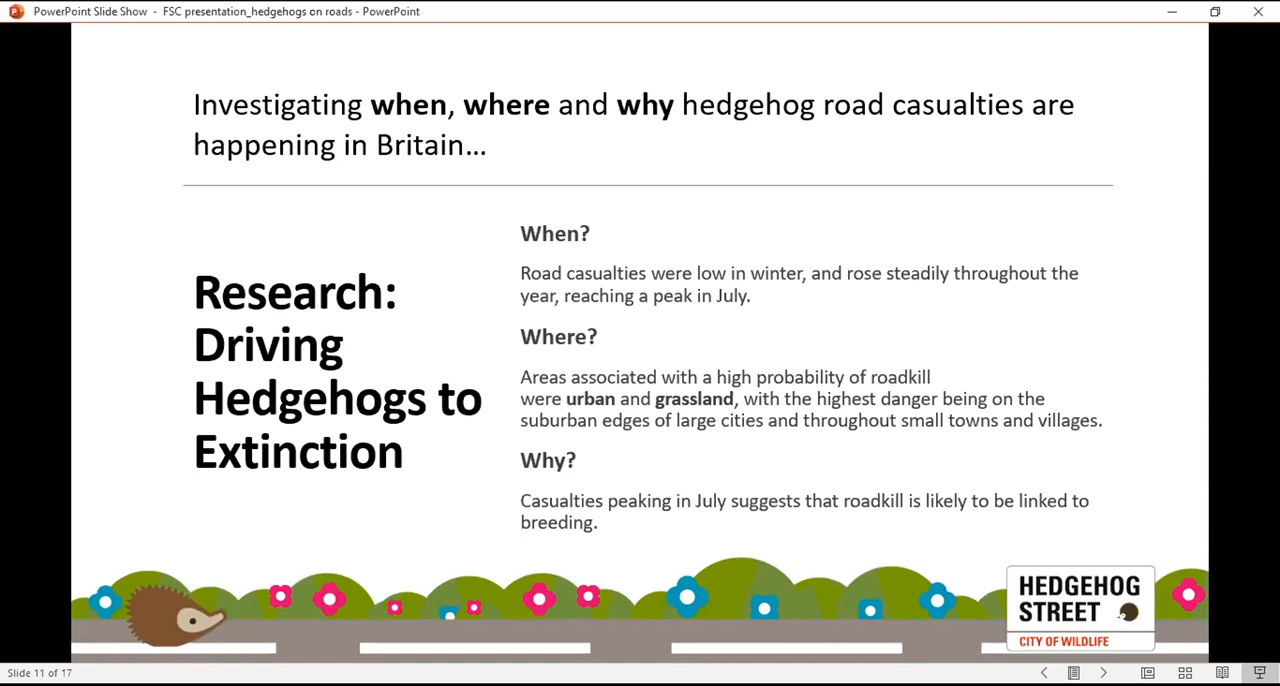 PowerPoint Slide Show - FSC presentation_hedgehogs on roads - PowerPoint
Investigating when, where and why hedgehog road casualties are
happening in Britain...
Research:
Driving
Hedgehogs to
Extinction
When?
Road casualties were low in winter, and rose steadily throughout the
year, reaching a peak in July.
Where?
Areas associated with a high probability of roadkill
were urban and grassland, with the highest danger being on the
suburban edges of large cities and throughout small towns and villages.
Why?
Casualties peaking in July suggests that roadkill is likely to be linked to
breeding.
HEDGEHOG
STREET
CITY OF WILDLIFE
Slide 11 of 17